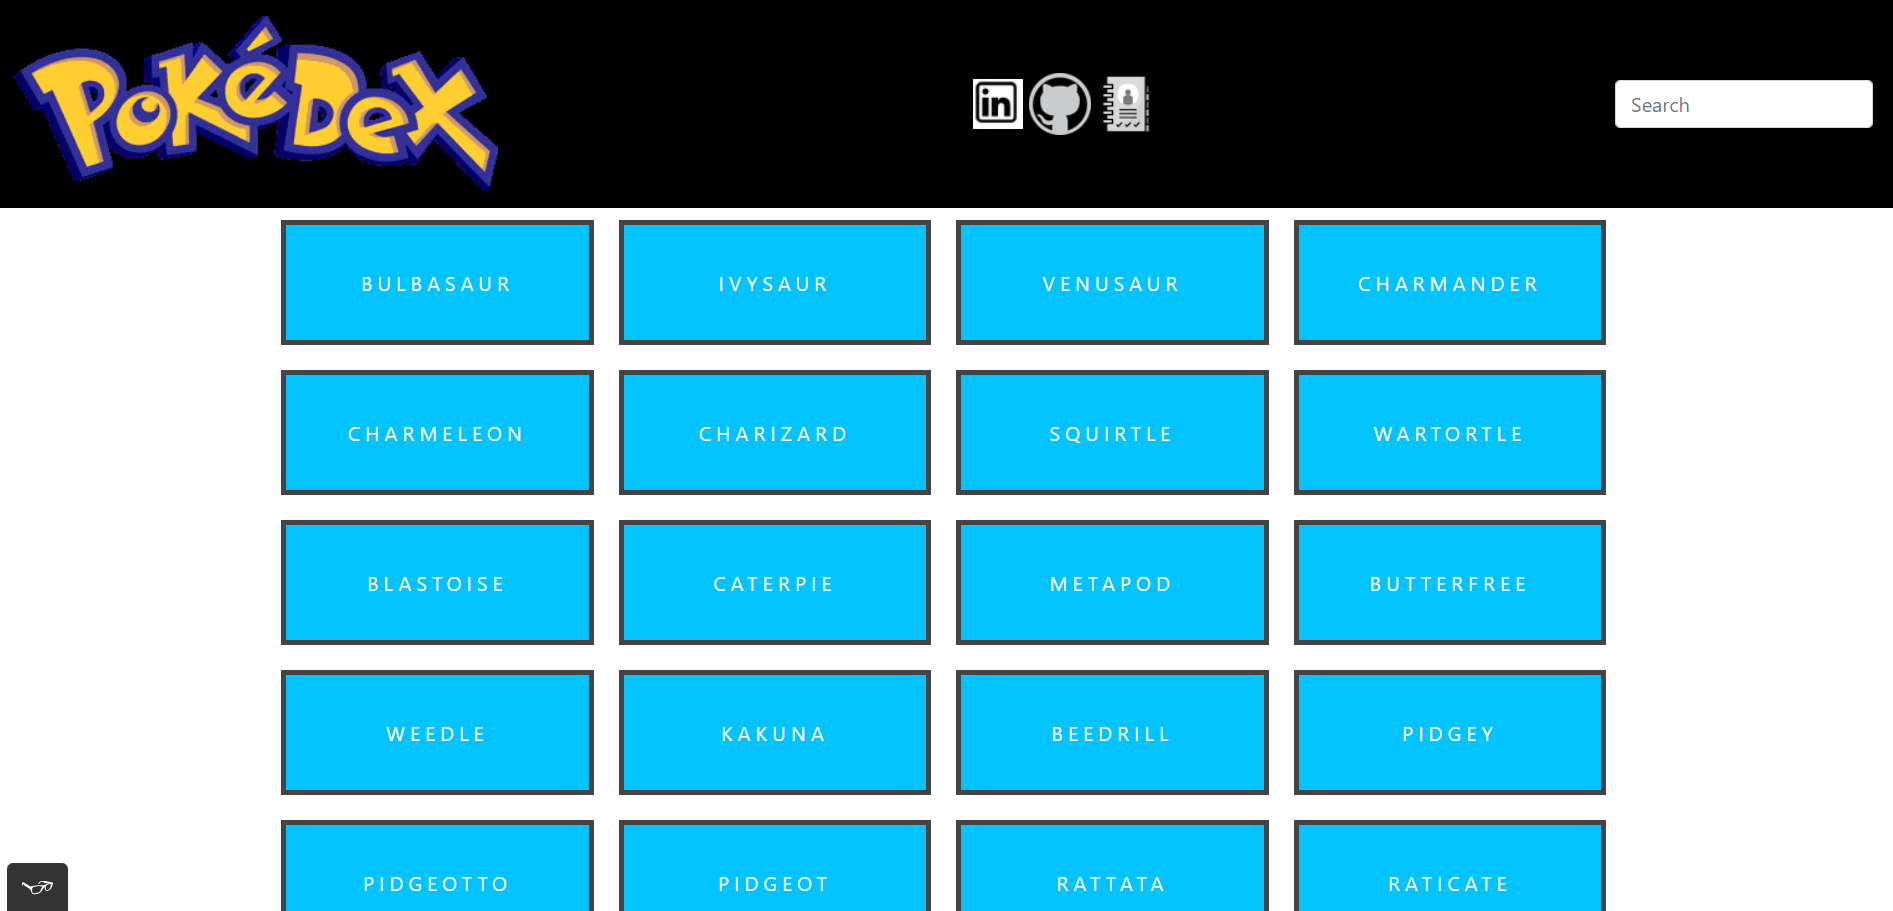 PokéDex
in
Search
BULBASAUR
IVYSAUR
VENUSAUR
CHARMANDER
CHARMELEON
CHARIZARD
SQUIRTLE
WARTORTLE
BLASTOISE
CATERPIE
METAPOD
BUTTERFREE
WEEDLE
KAKUNA
BEEDRILL
PIDGEY
PIDGEOTTO
PIDGEOT
RATTATA
RATICATE